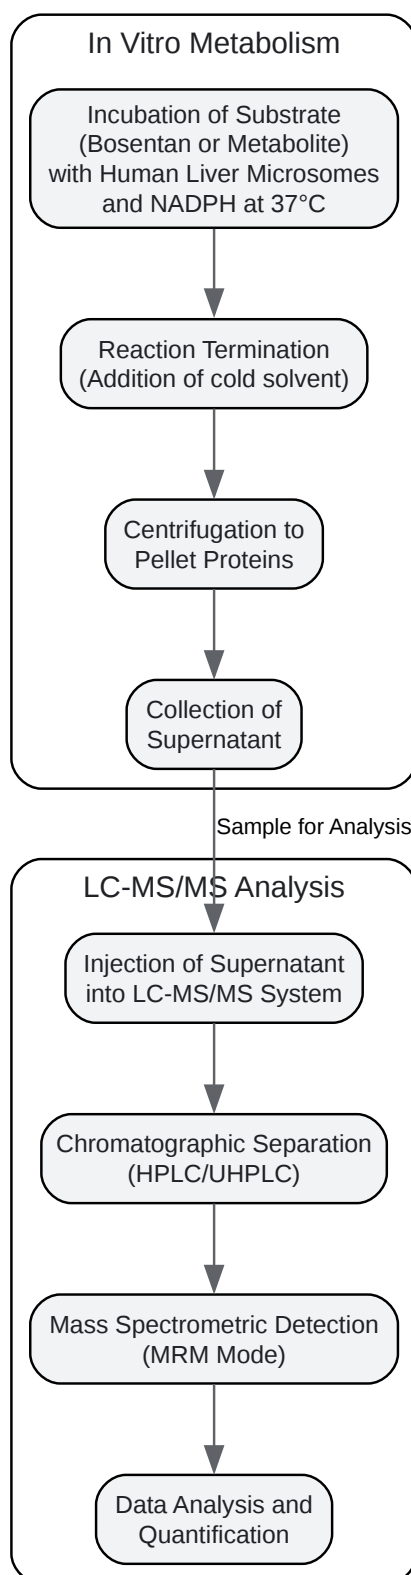 In Vitro Metabolism
Incubation of Substrate
(Bosentan or Metabolite)
with Human Liver Microsomes
and NADPH at 37°C
Reaction Termination
(Addition of cold solvent)
Centrifugation to
Pellet Proteins
Collection of
Supernatant
Sample for Analysis
LC-MS/MS Analysis
Injection of Supernatant
into LC-MS/MS System
Chromatographic Separation
(HPLC/UHPLC)
Mass Spectrometric Detection
(MRM Mode)
Data Analysis and
Quantification